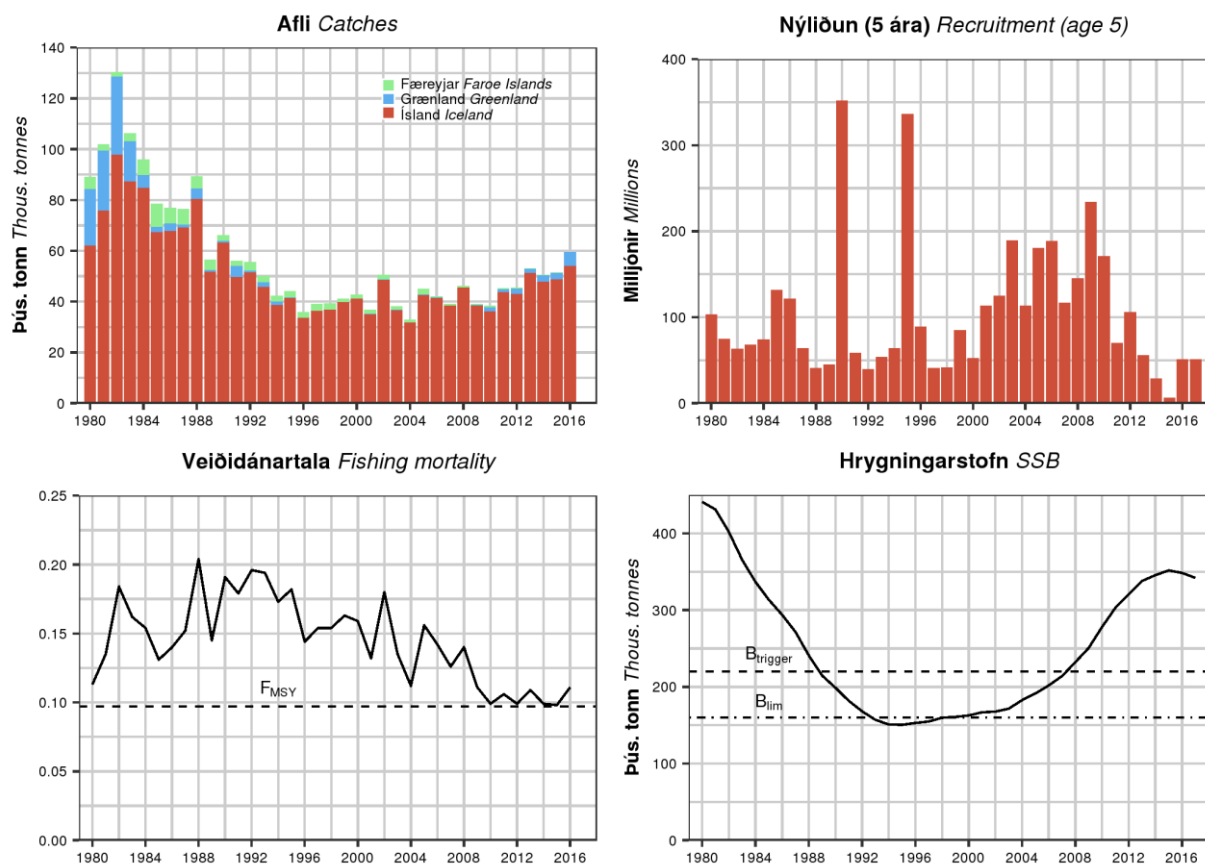 Afli Catches
Þús. tonn Thous. tonnes
140
120
100
80
60
40
20
0
Færeyjar Faroe Islands
Grænland Greenland
Ísland Iceland
1980 1984 1988 1992 1996 2000 2004 2008 2012 2016
Nýliðun (5 ára) Recruitment (age 5)
Milljónir Millions
400
300
200
100
0
1980 1984 1988 1992 1996 2000 2004 2008 2012 2016
Veiðidánartala Fishing mortality
0.25
0.20
0.15
0.10
0.05
0.00
FMSY
1980 1984 1988 1992 1996 2000 2004 2008 2012 2016
Hrygningarstofn SSB
Þús. tonn Thous. tonnes
400
300
200
100
0
Btrigger
Blim
1980 1984 1988 1992 1996 2000 2004 2008 2012 2016